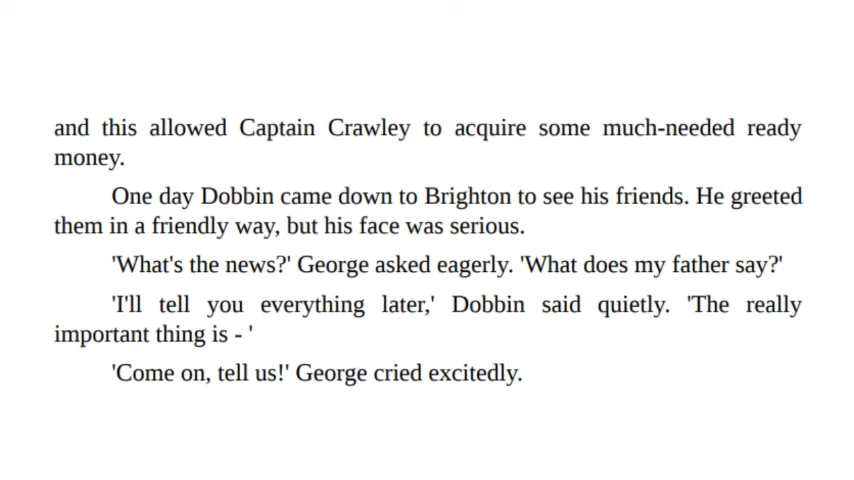 and this allowed Captain Crawley to acquire some much-needed ready
money.
One day Dobbin came down to Brighton to see his friends. He greeted
them in a friendly way, but his face was serious.
'What's the news?' George asked eagerly. 'What does my father say?'
'I'll tell you everything later,' Dobbin said quietly. 'The really
important thing is - '
'Come on, tell us!' George cried excitedly.